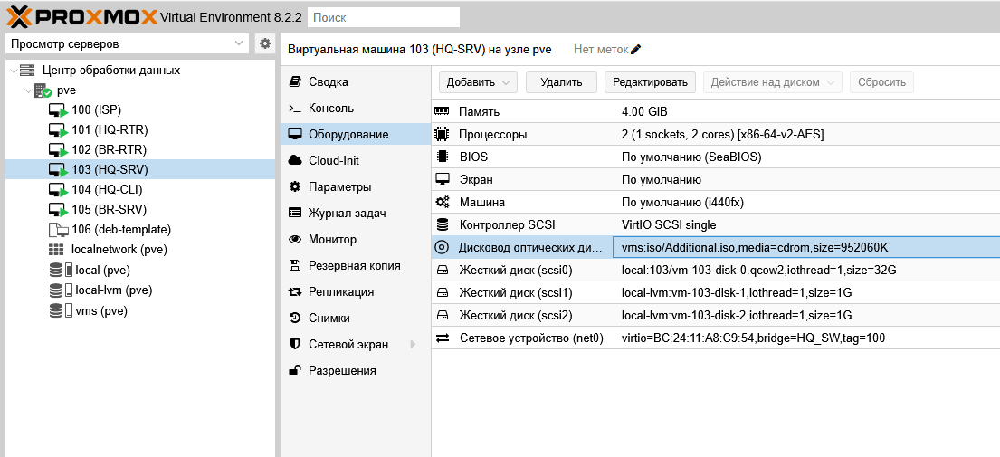 PROXMOX Virtual Environment 8.2.2 Поиск
Просмотр серверов
Центр обработки данных
pve
100 (ISP)
101 (HQ-RTR)
102 (BR-RTR)
103 (HQ-SRV)
104 (HQ-CLI)
105 (BR-SRV)
106 (deb-template)
localnetwork (pve)
local (pve)
local-lvm (pve)
vms (pve)
Виртуальная машина 103 (HQ-SRV) на узле pve Нет меток
Сводка
Консоль
Оборудование
Cloud-Init
Параметры
Журнал задач
Монитор
Резервная копия
Репликация
Снимки
Сетевой экран
Разрешения
Добавить Удалить Редактировать Действие над диском Сбросить
Память 4.00 GiB
Процессоры 2 (1 sockets, 2 cores) [x86-64-v2-AES]
BIOS По умолчанию (SeaBIOS)
Экран По умолчанию
Машина По умолчанию (i440fx)
Контроллер SCSI VirtIO SCSI single
Дисковод оптических ди... vms:iso/Additional.iso,media=cdrom,size=952060K
Жесткий диск (scsi0) local:103/vm-103-disk-0.qcow2,iothread=1,size=32G
Жесткий диск (scsi1) local-lvm:vm-103-disk-1,iothread=1,size=1G
Жесткий диск (scsi2) local-lvm:vm-103-disk-2,iothread=1,size=1G
Сетевое устройство (net0) virtio=BC:24:11:A8:C9:54,bridge=HQ_SW,tag=100